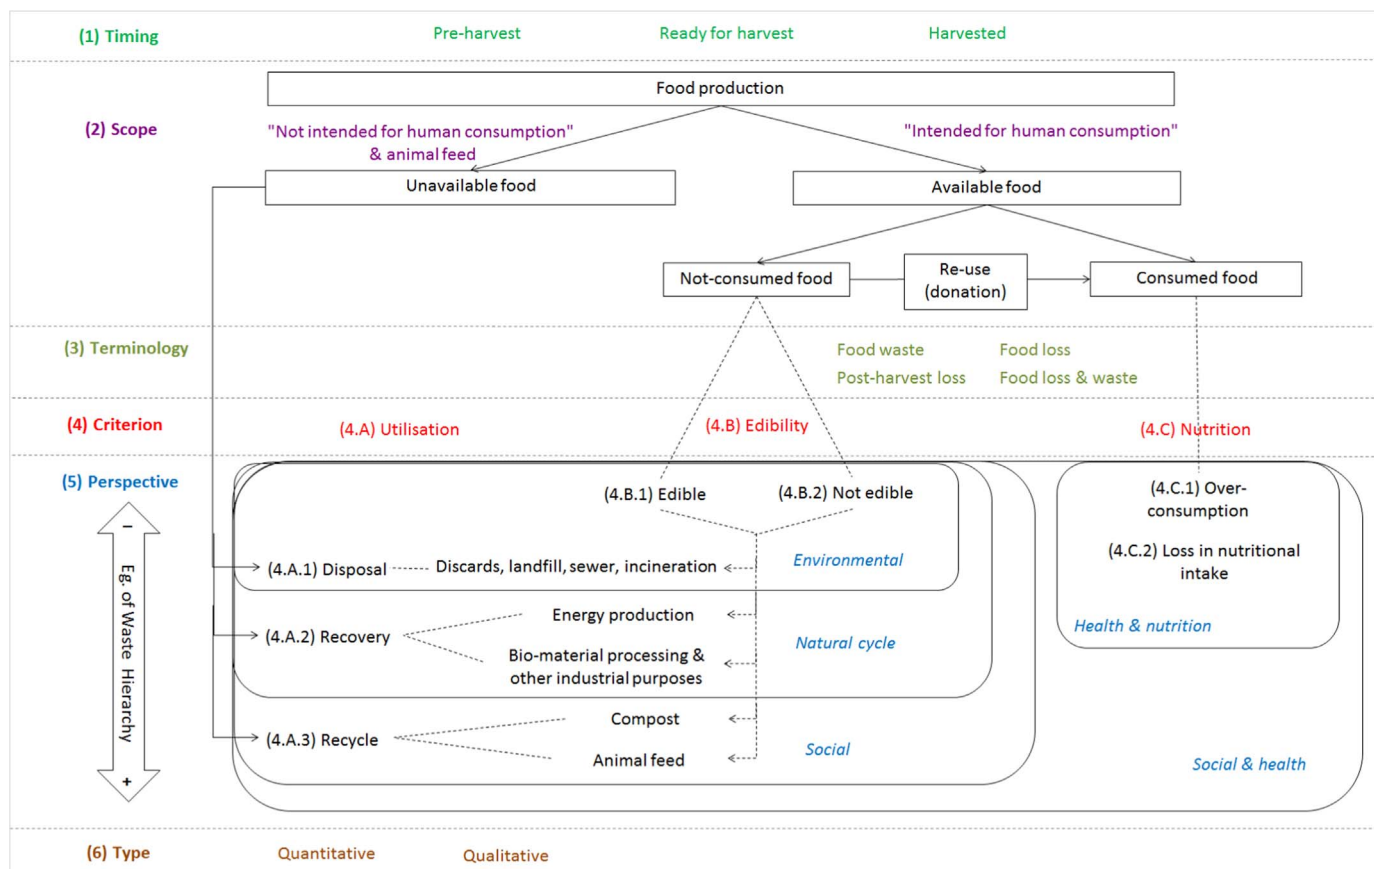 (1) Timing
Pre-harvest
Ready for harvest
Harvested
Food production
(2) Scope
"Not intended for human consumption"
& animal feed
"Intended for human consumption"
Unavailable food
Available food
Not-consumed food
Re-use
(donation)
Consumed food
(3) Terminology
Food waste
Food loss
Post-harvest loss
Food loss & waste
(4) Criterion
(4.A) Utilisation
(4.B) Edibility
(4.C) Nutrition
(5) Perspective
(4.B.1) Edible
(4.B.2) Not edible
(4.C.1) Over-
consumption
(4.C.2) Loss in nutritional
intake
Health & nutrition
–
Eg. of Waste Hierarchy
+
(4.A.1) Disposal
Discards, landfill, sewer, incineration
Environmental
(4.A.2) Recovery
Energy production
Bio-material processing &
other industrial purposes
Natural cycle
(4.A.3) Recycle
Compost
Animal feed
Social
Social & health
(6) Type
Quantitative
Qualitative